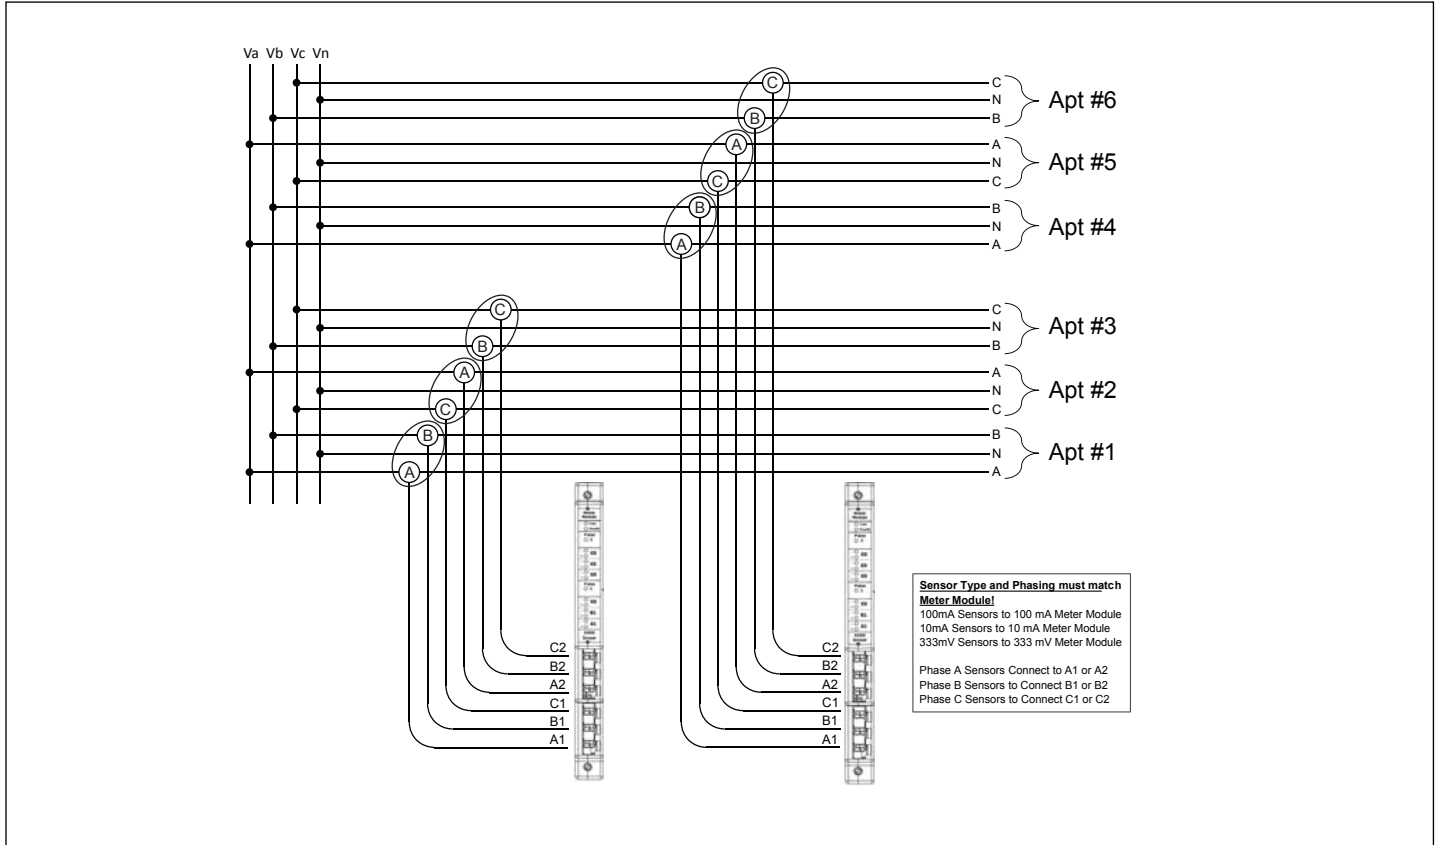 Va Vb Vc Vn
C
N
B
Apt #6
A
N
C
Apt #5
B
N
A
Apt #4
C
N
B
Apt #3
A
N
C
Apt #2
B
N
A
Apt #1
C
B
A
C
B
A
C
B
A
C
B
A
C2
B2
A2
C1
B1
A1
C2
B2
A2
C1
B1
A1
Sensor Type and Phasing must match
Meter Module!
100mA Sensors to 100 mA Meter Module
10mA Sensors to 10 mA Meter Module
333mV Sensors to 333 mV Meter Module
Phase A Sensors Connect to A1 or A2
Phase B Sensors to Connect B1 or B2
Phase C Sensors to Connect C1 or C2